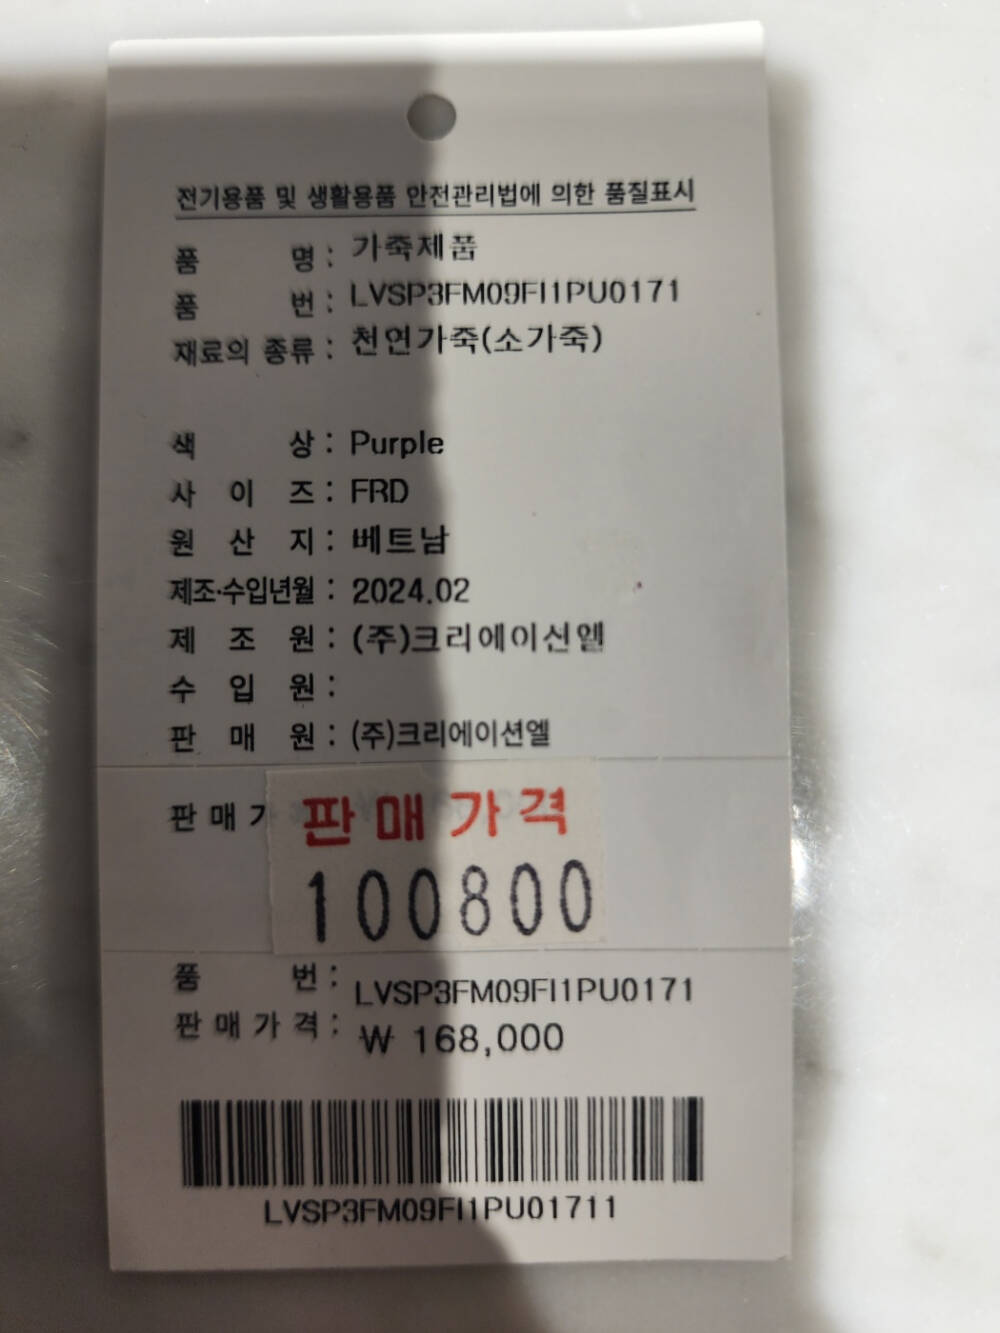 전기용품 및 생활용품 안전관리법에 의한 품질표시
품 명 : 가죽제품
품 번 : LVSP3FM09FI1PU0171
재료의 종류 : 천연가죽(소가죽)
색 상 : Purple
사 이 즈 : FRD
원 산 지 : 베트남
제조·수입년월 : 2024.02
제 조 원 : (주)크리에이션엘
수 입 원 :
판 매 원 : (주)크리에이션엘
판 매 가
판매가격
100800
품 번 : LVSP3FM09FI1PU0171
판 매 가 격 : ₩ 168,000
LVSP3FM09FI1PU01711